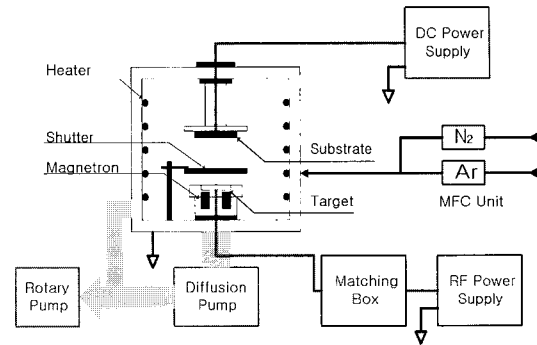 DC Power
Supply
Heater
Shutter
Magnetron
Substrate
Target
N2
Ar
MFC Unit
Rotary
Pump
Diffusion
Pump
Matching
Box
RF Power
Supply